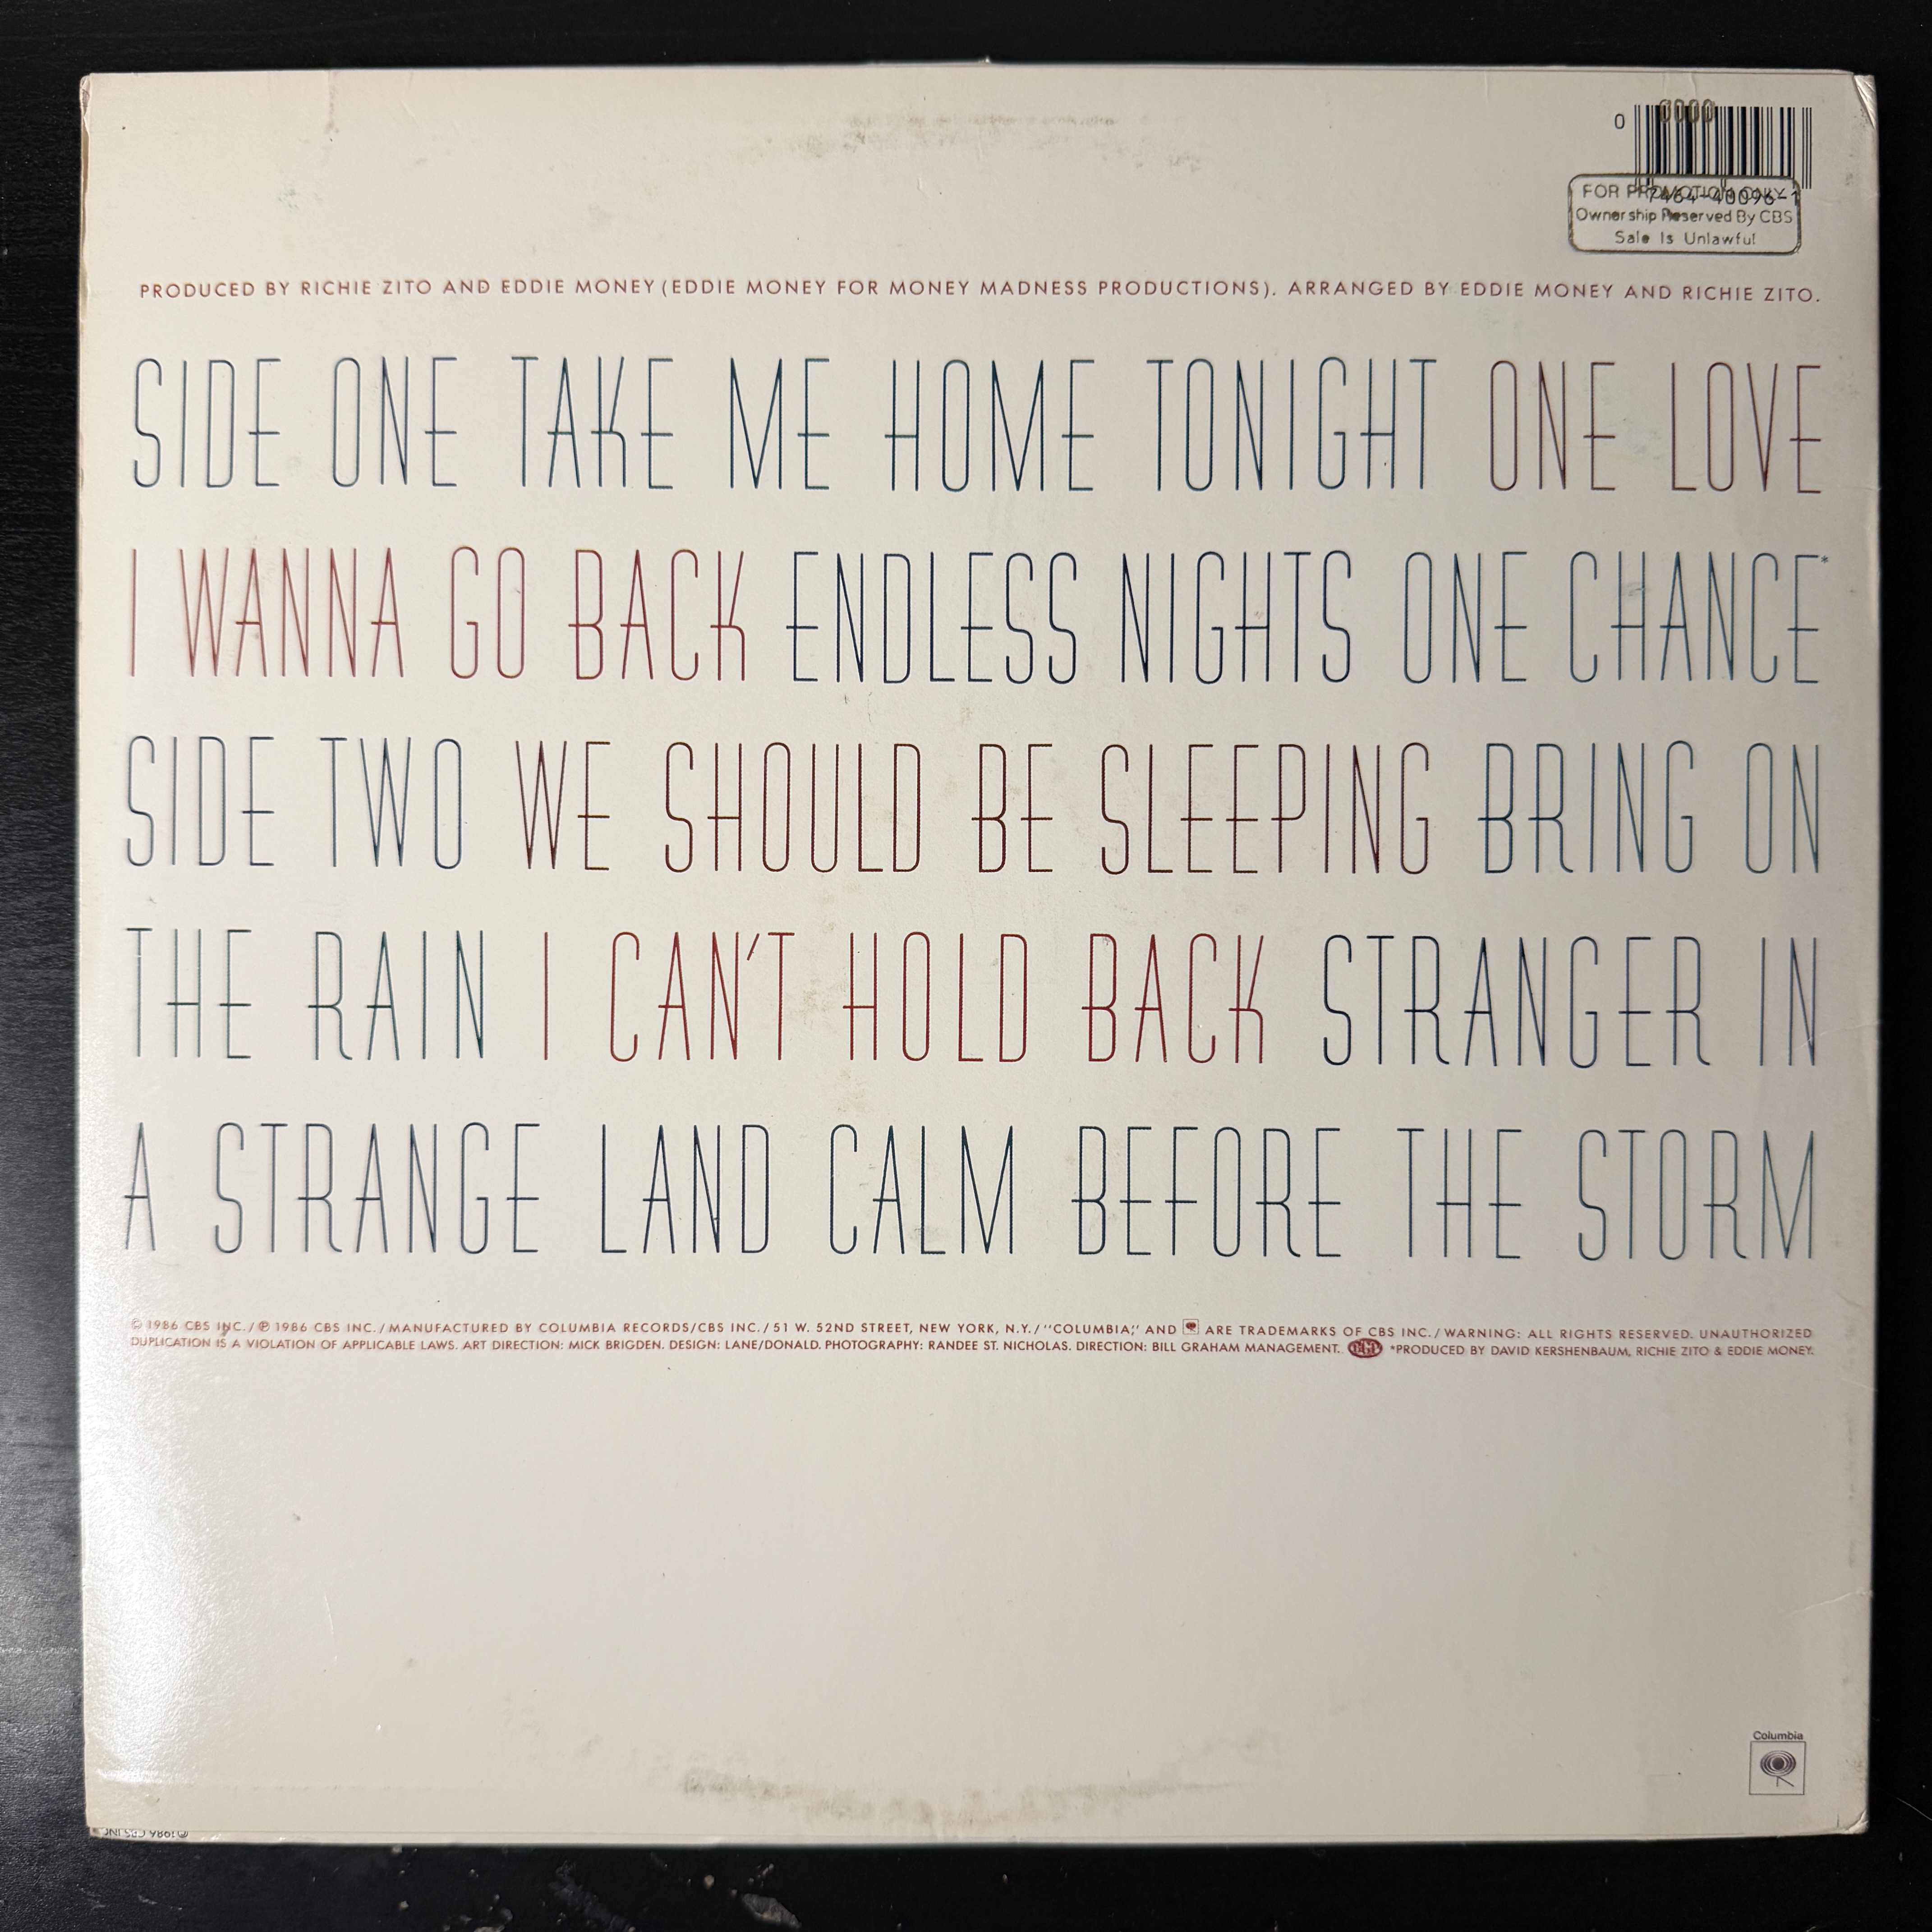 0 0000
7464-40096-1
FOR PROMOTION ONLY
Ownership Reserved By CBS
Sale Is Unlawful
PRODUCED BY RICHIE ZITO AND EDDIE MONEY (EDDIE MONEY FOR MONEY MADNESS PRODUCTIONS). ARRANGED BY EDDIE MONEY AND RICHIE ZITO.
SIDE ONE TAKE ME HOME TONIGHT ONE LOVE
I WANNA GO BACK ENDLESS NIGHTS ONE CHANCE*
SIDE TWO WE SHOULD BE SLEEPING BRING ON
THE RAIN I CAN'T HOLD BACK STRANGER IN
A STRANGE LAND CALM BEFORE THE STORM
© 1986 CBS INC./℗ 1986 CBS INC./MANUFACTURED BY COLUMBIA RECORDS/CBS INC./51 W. 52ND STREET, NEW YORK, N.Y./"COLUMBIA," AND ARE TRADEMARKS OF CBS INC./WARNING: ALL RIGHTS RESERVED. UNAUTHORIZED
DUPLICATION IS A VIOLATION OF APPLICABLE LAWS. ART DIRECTION: MICK BRIGDEN. DESIGN: LANE/DONALD. PHOTOGRAPHY: RANDEE ST. NICHOLAS. DIRECTION: BILL GRAHAM MANAGEMENT. *PRODUCED BY DAVID KERSHENBAUM, RICHIE ZITO & EDDIE MONEY.
Columbia
© 1986 CBS INC.